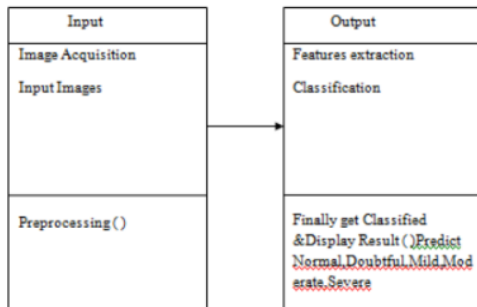 Input
Image Acquisition
Input Images
Preprocessing ( )
Output
Features extraction
Classification
Finally get Classified
&Display Result ( )Predict
Normal,Doubtful,Mild,Mod
erate,Severe